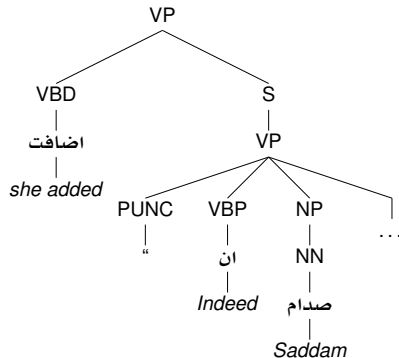 VP
VBD S
اضافت VP
she added
PUNC VBP NP ...
“ ان NN
Indeed صدام
Saddam